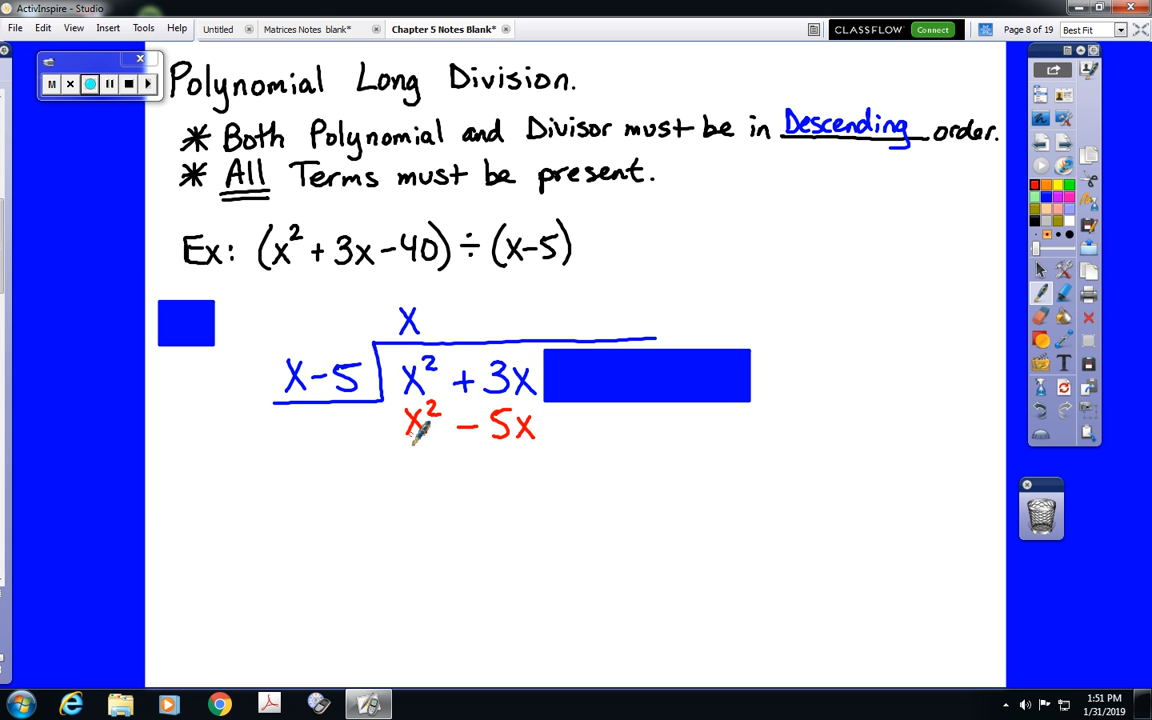 ActivInspire - Studio
File Edit View Insert Tools Help Untitled Matrices Notes blank* Chapter 5 Notes Blank* CLASSFLOW Connect Page 8 of 19 Best Fit
M
Polynomial Long Division.
* Both Polynomial and Divisor must be in Descending order.
* All Terms must be present.
Ex: (x² + 3x - 40) ÷ (x-5)
x
x-5 x² + 3x
x² - 5x
T
1:51 PM
1/31/2019